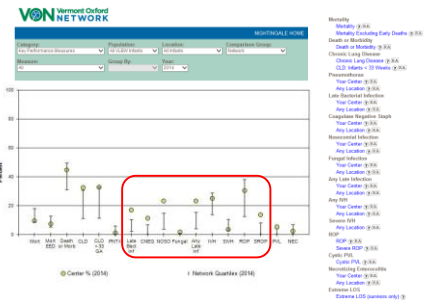 VON Vermont Oxford
NETWORK
NIGHTINGALE HOME
Category: Population: Location: Comparison Group:
Key Performance Measures All VLBW Infants All Infants Network
Measure: Group By: Year:
All 2014
100
80
60
40
20
0
Percent
Mort Mort EED Death or Morb CLD CLD <33 GA PNTX Late Bact Inf CNEG NOSO Fungal Any Late Inf IVH SIVH ROP SROP PVL NEC
Center % (2014) Network Quartiles (2014)
Mortality
Mortality
Mortality Excluding Early Deaths
Death or Morbidity
Death or Morbidity
Chronic Lung Disease
Chronic Lung Disease
CLD: Infants < 33 Weeks
Pneumothorax
Your Center
Any Location
Late Bacterial Infection
Your Center
Any Location
Coagulase Negative Staph
Your Center
Any Location
Nosocomial Infection
Your Center
Any Location
Fungal Infection
Your Center
Any Location
Any Late Infection
Your Center
Any Location
Any IVH
Your Center
Any Location
Severe IVH
Any Location
ROP
ROP
Severe ROP
Cystic PVL
Cystic PVL
Necrotizing Enterocolitis
Your Center
Any Location
Extreme LOS
Extreme LOS (survivors only)